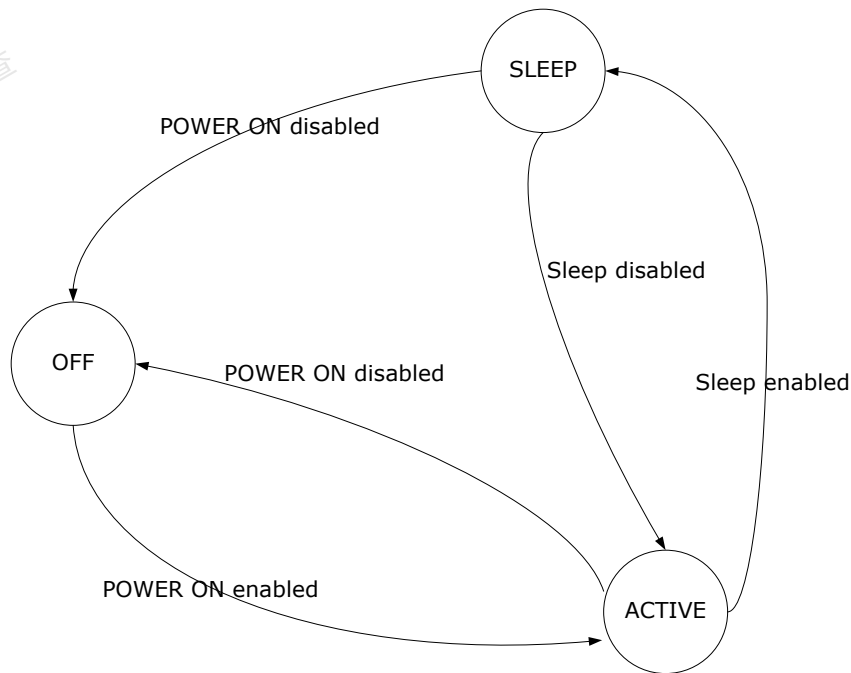 SLEEP
POWER ON disabled
Sleep disabled
OFF
POWER ON disabled
Sleep enabled
POWER ON enabled
ACTIVE